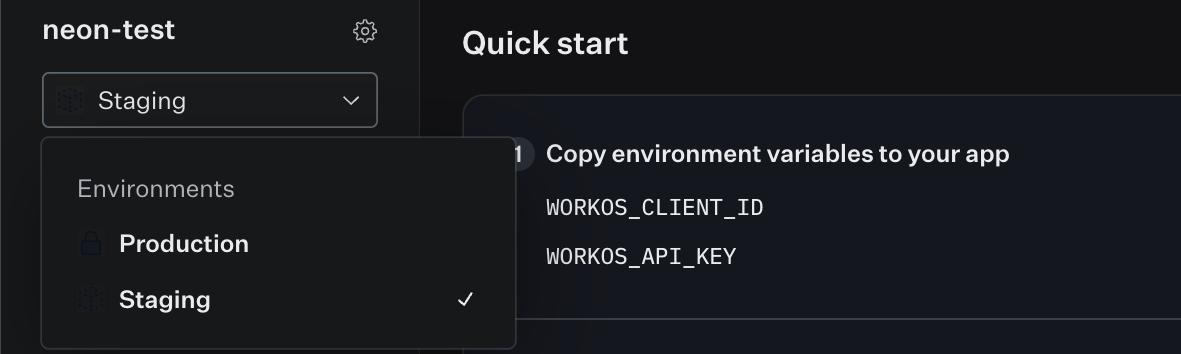 neon-test
Staging
Environments
Production
Staging
Quick start
1 Copy environment variables to your app
WORKOS_CLIENT_ID
WORKOS_API_KEY